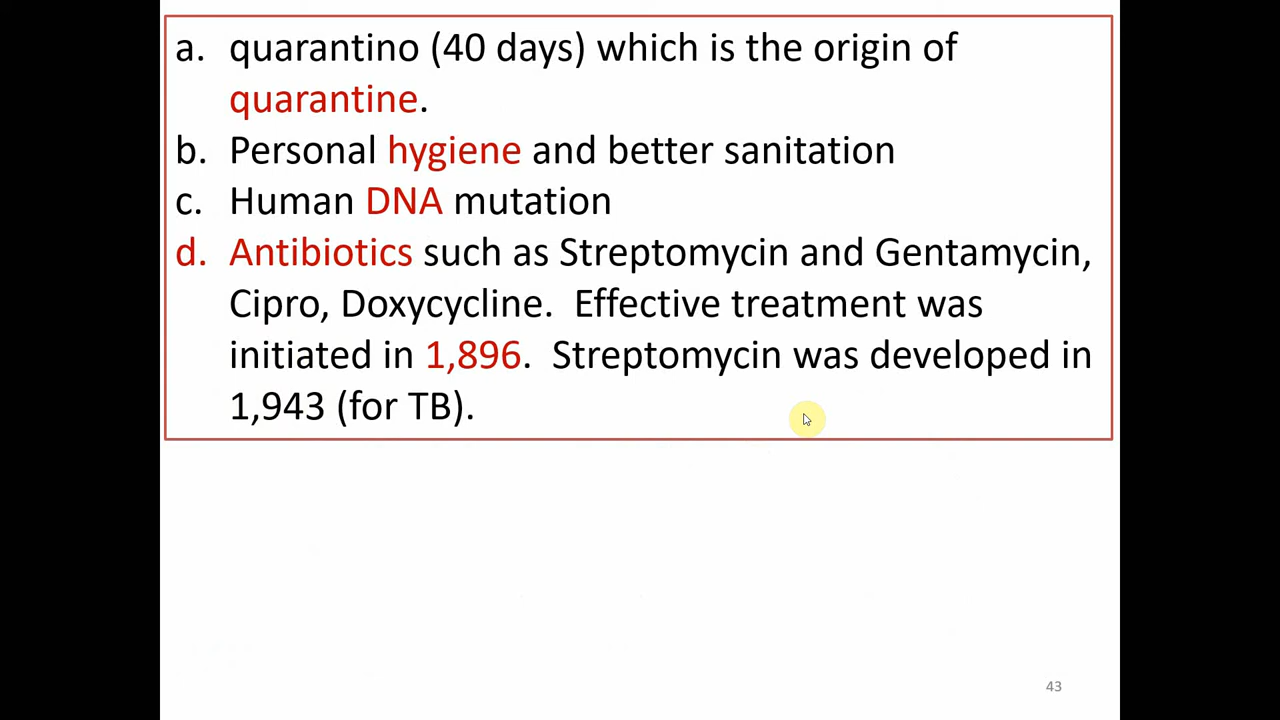 a. quarantino (40 days) which is the origin of
quarantine.
b. Personal hygiene and better sanitation
c. Human DNA mutation
d. Antibiotics such as Streptomycin and Gentamycin,
Cipro, Doxycycline.  Effective treatment was
initiated in 1,896.  Streptomycin was developed in
1,943 (for TB).
43